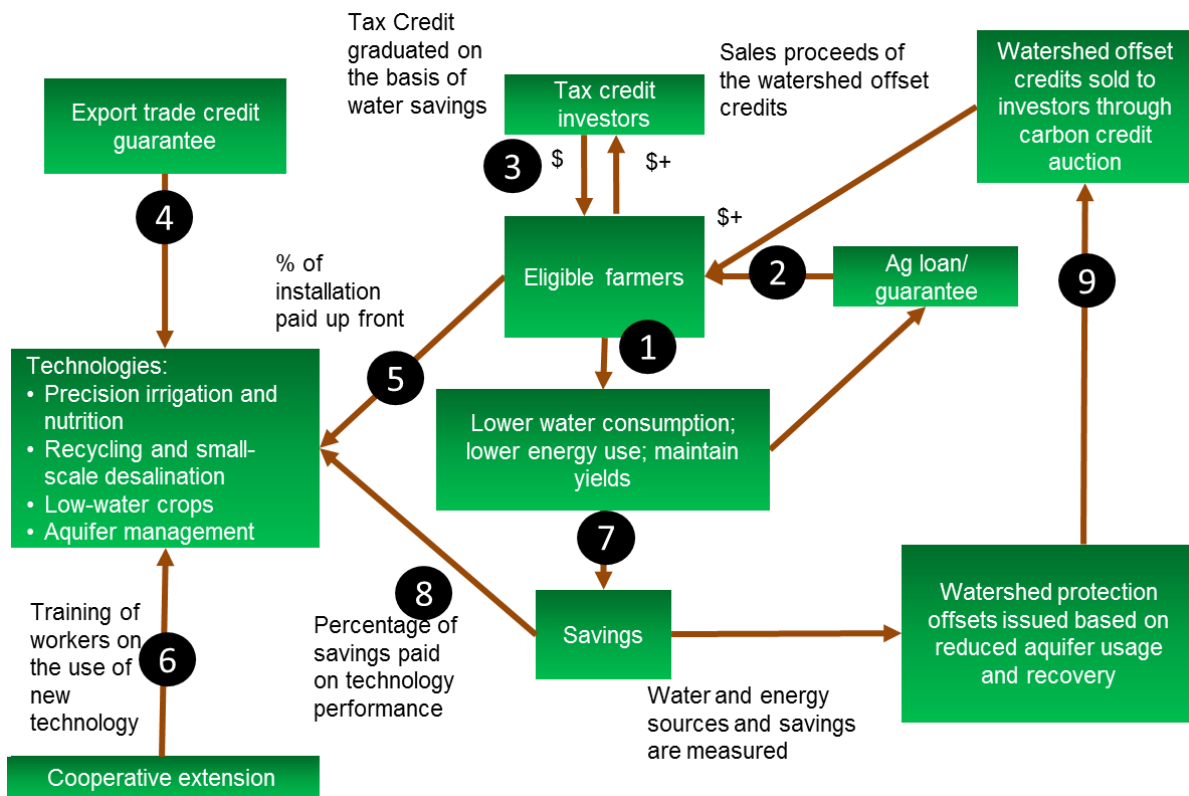 Tax Credit
graduated on
the basis of
water savings
Sales proceeds of
the watershed offset
credits
Watershed offset
credits sold to
investors through
carbon credit
auction
Export trade credit
guarantee
Tax credit
investors
3
$
$+
4
$+
% of
installation
paid up front
Eligible farmers
2
Ag loan/
guarantee
9
1
5
Technologies:
• Precision irrigation and
nutrition
• Recycling and small-
scale desalination
• Low-water crops
• Aquifer management
Lower water consumption;
lower energy use; maintain
yields
7
8
Training of
workers on
the use of
new
technology
6
Percentage of
savings paid
on technology
performance
Savings
Watershed protection
offsets issued based on
reduced aquifer usage
and recovery
Water and energy
sources and savings
are measured
Cooperative extension